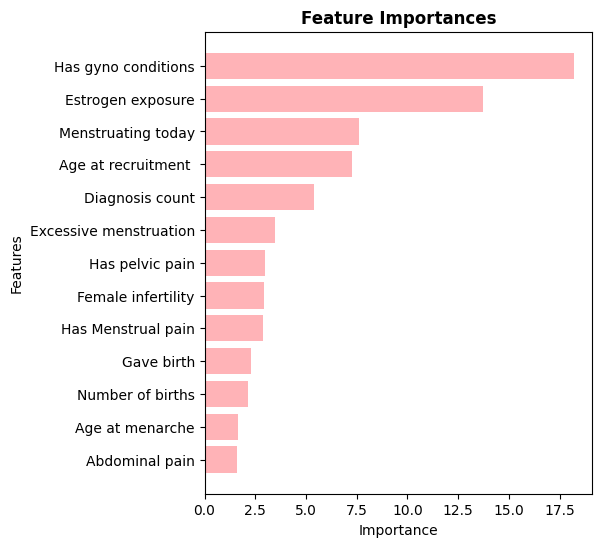 Feature Importances
Features
Has gyno conditions
Estrogen exposure
Menstruating today
Age at recruitment
Diagnosis count
Excessive menstruation
Has pelvic pain
Female infertility
Has Menstrual pain
Gave birth
Number of births
Age at menarche
Abdominal pain
0.0 2.5 5.0 7.5 10.0 12.5 15.0 17.5
Importance